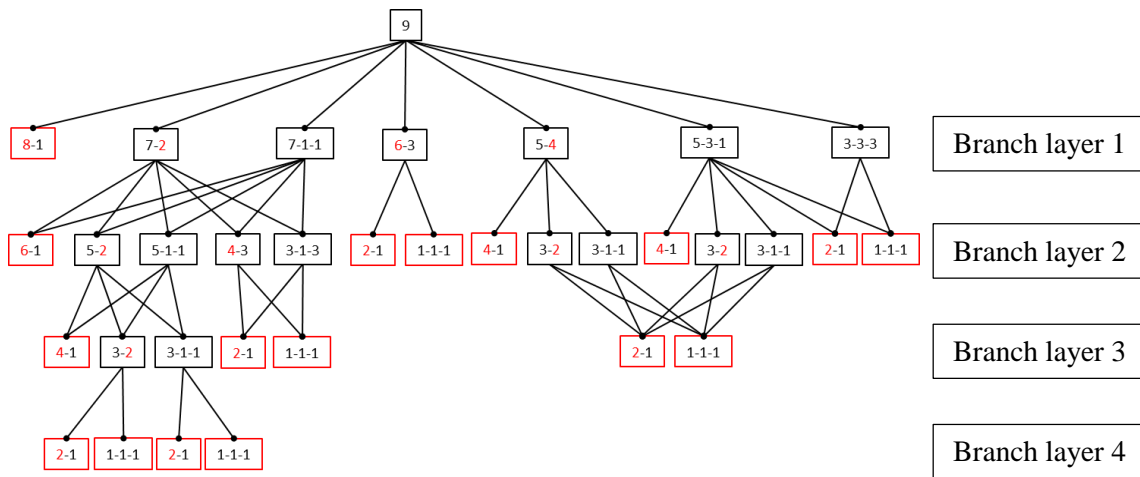 9
8-1 7-2 7-1-1 6-3 5-4 5-3-1 3-3-3 Branch layer 1
6-1 5-2 5-1-1 4-3 3-1-3 2-1 1-1-1 4-1 3-2 3-1-1 4-1 3-2 3-1-1 2-1 1-1-1 Branch layer 2
4-1 3-2 3-1-1 2-1 1-1-1 2-1 1-1-1 Branch layer 3
2-1 1-1-1 2-1 1-1-1 Branch layer 4